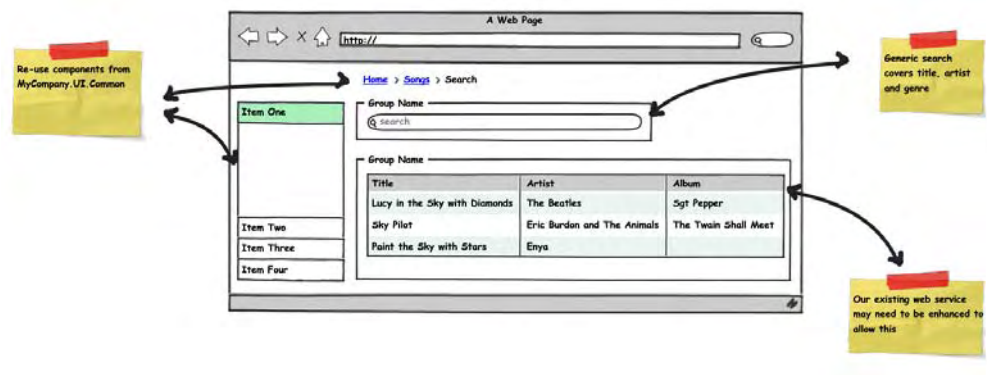 A Web Page
http://
Re-use components from
MyCompany.UI.Common
Generic search
covers title, artist
and genre
Home > Songs > Search
Item One
Item Two
Item Three
Item Four
Group Name
search
Group Name
Title Artist Album
Lucy in the Sky with Diamonds The Beatles Sgt Pepper
Sky Pilot Eric Burdon and The Animals The Twain Shall Meet
Paint the Sky with Stars Enya
Our existing web service
may need to be enhanced to
allow this